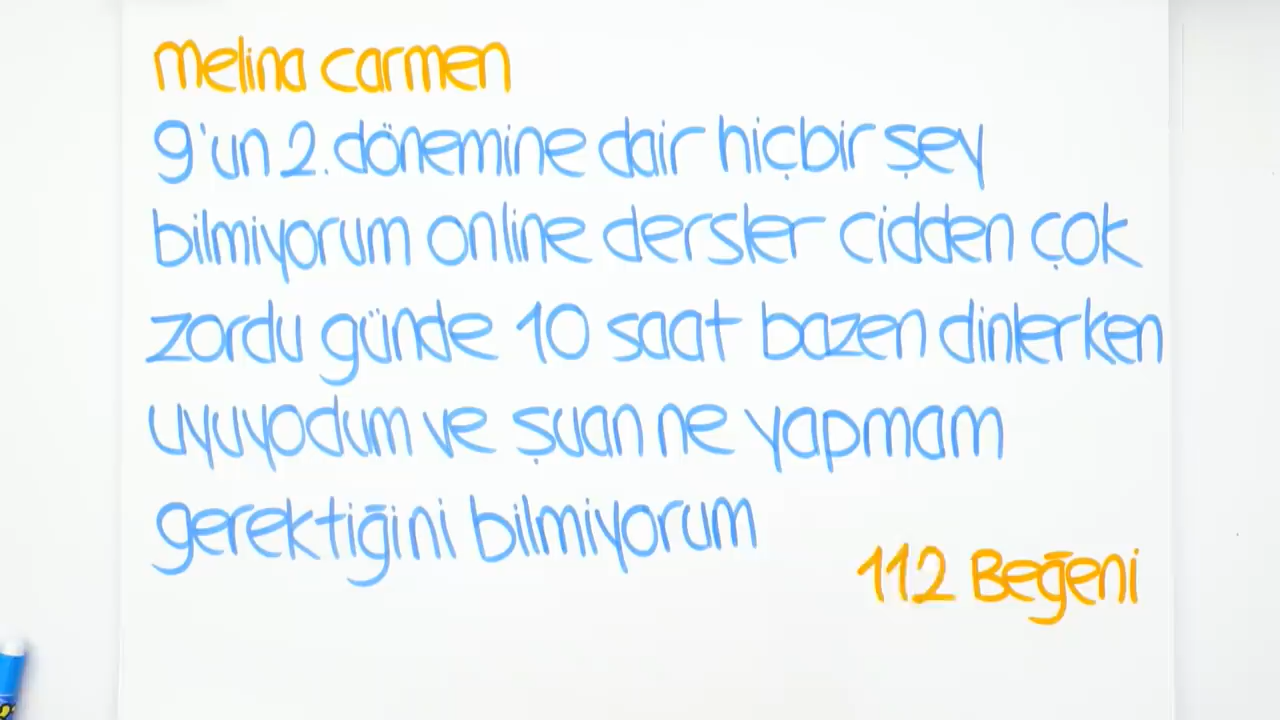 melina carmen
9'un 2. dönemine dair hiçbir şey
bilmiyorum online dersler cidden çok
zordu günde 10 saat bazen dinlerken
uyuyodum ve şuan ne yapmam
gerektiğini bilmiyorum
112 Beğeni